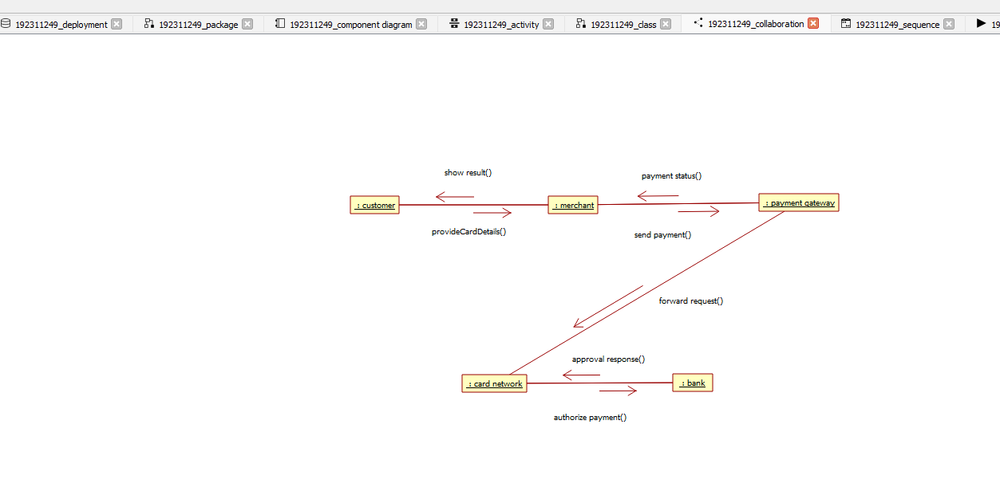 192311249_deployment 192311249_package 192311249_component diagram 192311249_activity 192311249_class 192311249_collaboration 192311249_sequence 19
show result() payment status()
: customer : merchant : payment gateway
provideCardDetails() send payment()
forward request()
approval response()
: card network : bank
authorize payment()